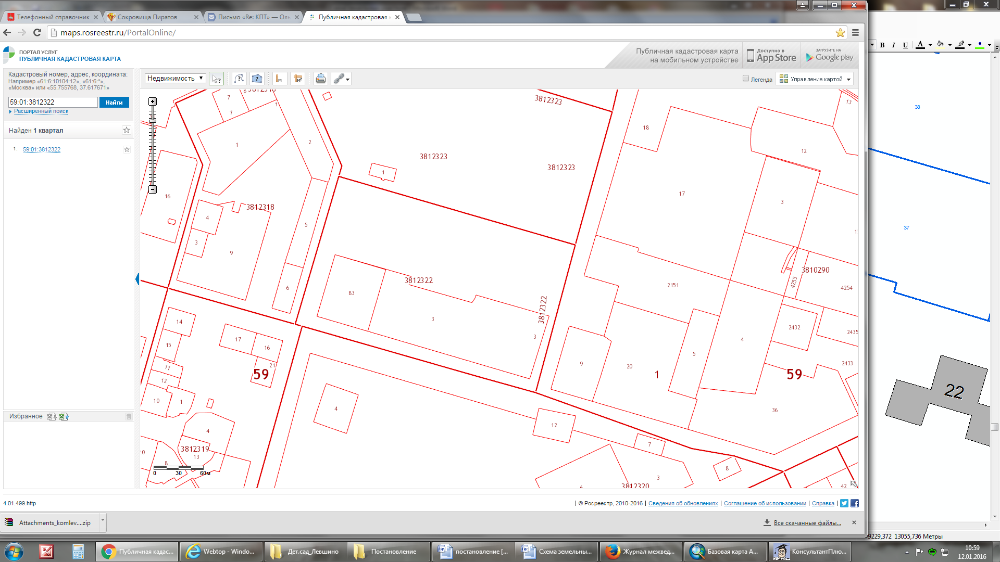 Телефонный справочник
Сокровища Пиратов
Письмо «Re: КПТ» — Оль
Публичная кадастровая к
maps.rosreestr.ru/PortalOnline/
ПОРТАЛ УСЛУГ
ПУБЛИЧНАЯ КАДАСТРОВАЯ КАРТА
Публичная кадастровая карта
на мобильном устройстве
Доступно в
App Store
ЗАГРУЗИТЕ НА
Google play
B I U A
Кадастровый номер, адрес, координата:
Например «61:6:10104:12», «61:6:*»,
«Москва» или «55.755768, 37.617671»
59:01:3812322
Найти
Расширенный поиск
Найден 1 квартал
1. 59:01:3812322
Избранное
Недвижимость
Легенда
Управление картой
3812318
7
8
7
1
1
2
16
3812318
4
3
9
5
6
3812323
3812323
3812323
1
18
17
12
13
3
1
38
37
3812322
3812322
83
3
3
2151
3810290
4255
4254
2432
2435
2433
4
5
9
20
1
59
36
14
15
17
16
21
59
11
12
10
1
4
3812319
13
20
8
0 30 60м
4
12
7
3
6
3812320
8
42
22
4.01.499.http
© Росреестр, 2010-2016
Сведения об обновлениях
Соглашение об использовании
Справка
Attachments_komlev....zip
Все скачанные файлы...
9229,372 13055,736 Метры
Публичная кадас...
Webtop - Windo...
Дет.сад_Левшино
Постановление
постановление [...
Схема земельны...
Журнал межвед...
Базовая карта А...
КонсультантПлю...
10:59
12.01.2016